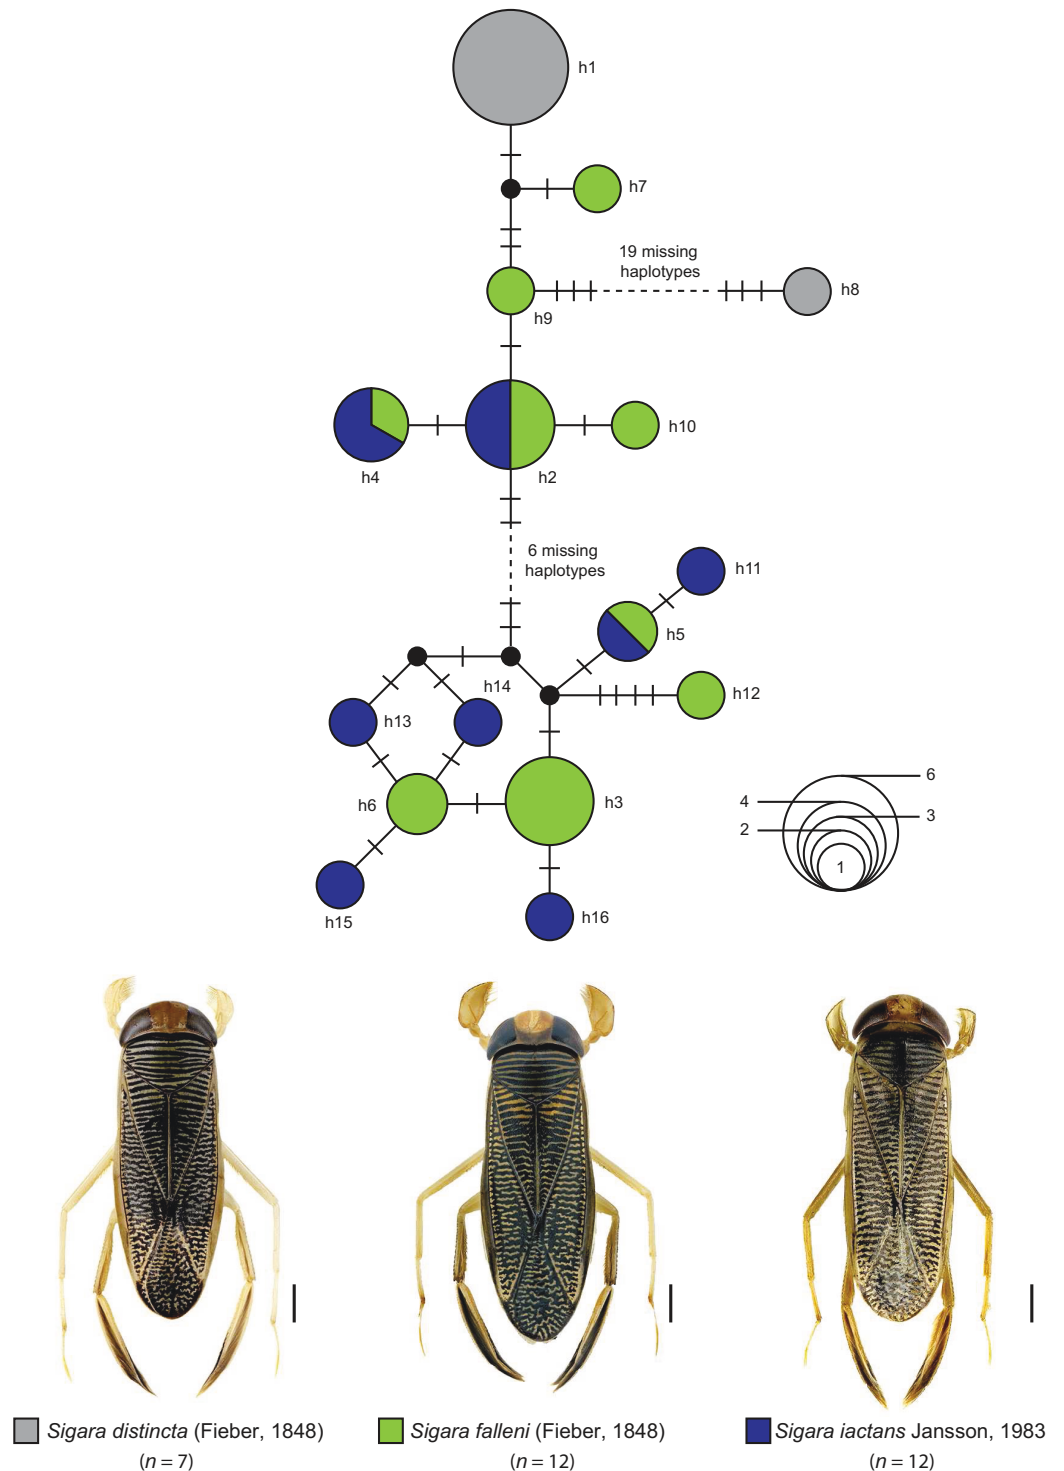 h1
h7
19 missing
haplotypes
h8
h9
h10
h4
h2
6 missing
haplotypes
h11
h5
h14
h12
h13
h6
h3
6
4
3
2
1
h15
h16
Sigara distincta (Fieber, 1848)
(n = 7)
Sigara falleni (Fieber, 1848)
(n = 12)
Sigara iactans Jansson, 1983
(n = 12)